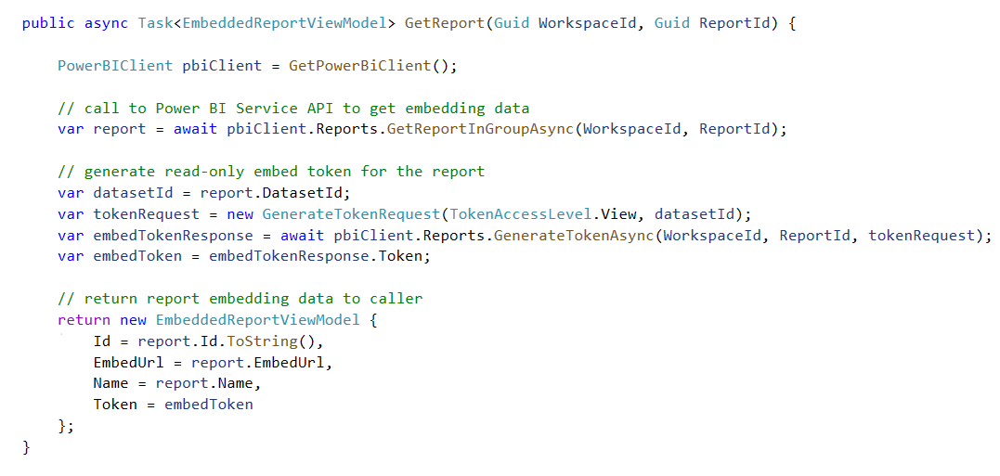 public async Task<EmbeddedReportViewModel> GetReport(Guid WorkspaceId, Guid ReportId) {
PowerBIClient pbiClient = GetPowerBiClient();
// call to Power BI Service API to get embedding data
var report = await pbiClient.Reports.GetReportInGroupAsync(WorkspaceId, ReportId);
// generate read-only embed token for the report
var datasetId = report.DatasetId;
var tokenRequest = new GenerateTokenRequest(TokenAccessLevel.View, datasetId);
var embedTokenResponse = await pbiClient.Reports.GenerateTokenAsync(WorkspaceId, ReportId, tokenRequest);
var embedToken = embedTokenResponse.Token;
// return report embedding data to caller
return new EmbeddedReportViewModel {
Id = report.Id.ToString(),
EmbedUrl = report.EmbedUrl,
Name = report.Name,
Token = embedToken
};
}